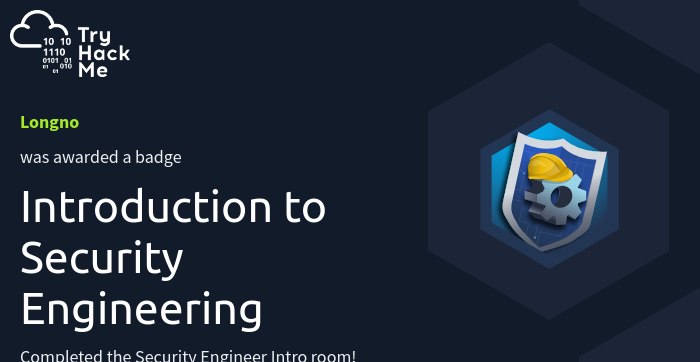 Try
10 10
Hack
1110
0101 01
Me
01 010
01
Longno
was awarded a badge
Introduction to
Security
Engineering
Completed the Security Engineer Intro room!